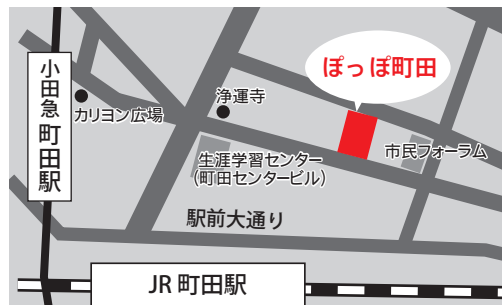 ぽっぽ町田
小田急 町田駅
カリヨン広場
浄運寺
生涯学習センター
(町田センタービル)
市民フォーラム
駅前大通り
JR 町田駅